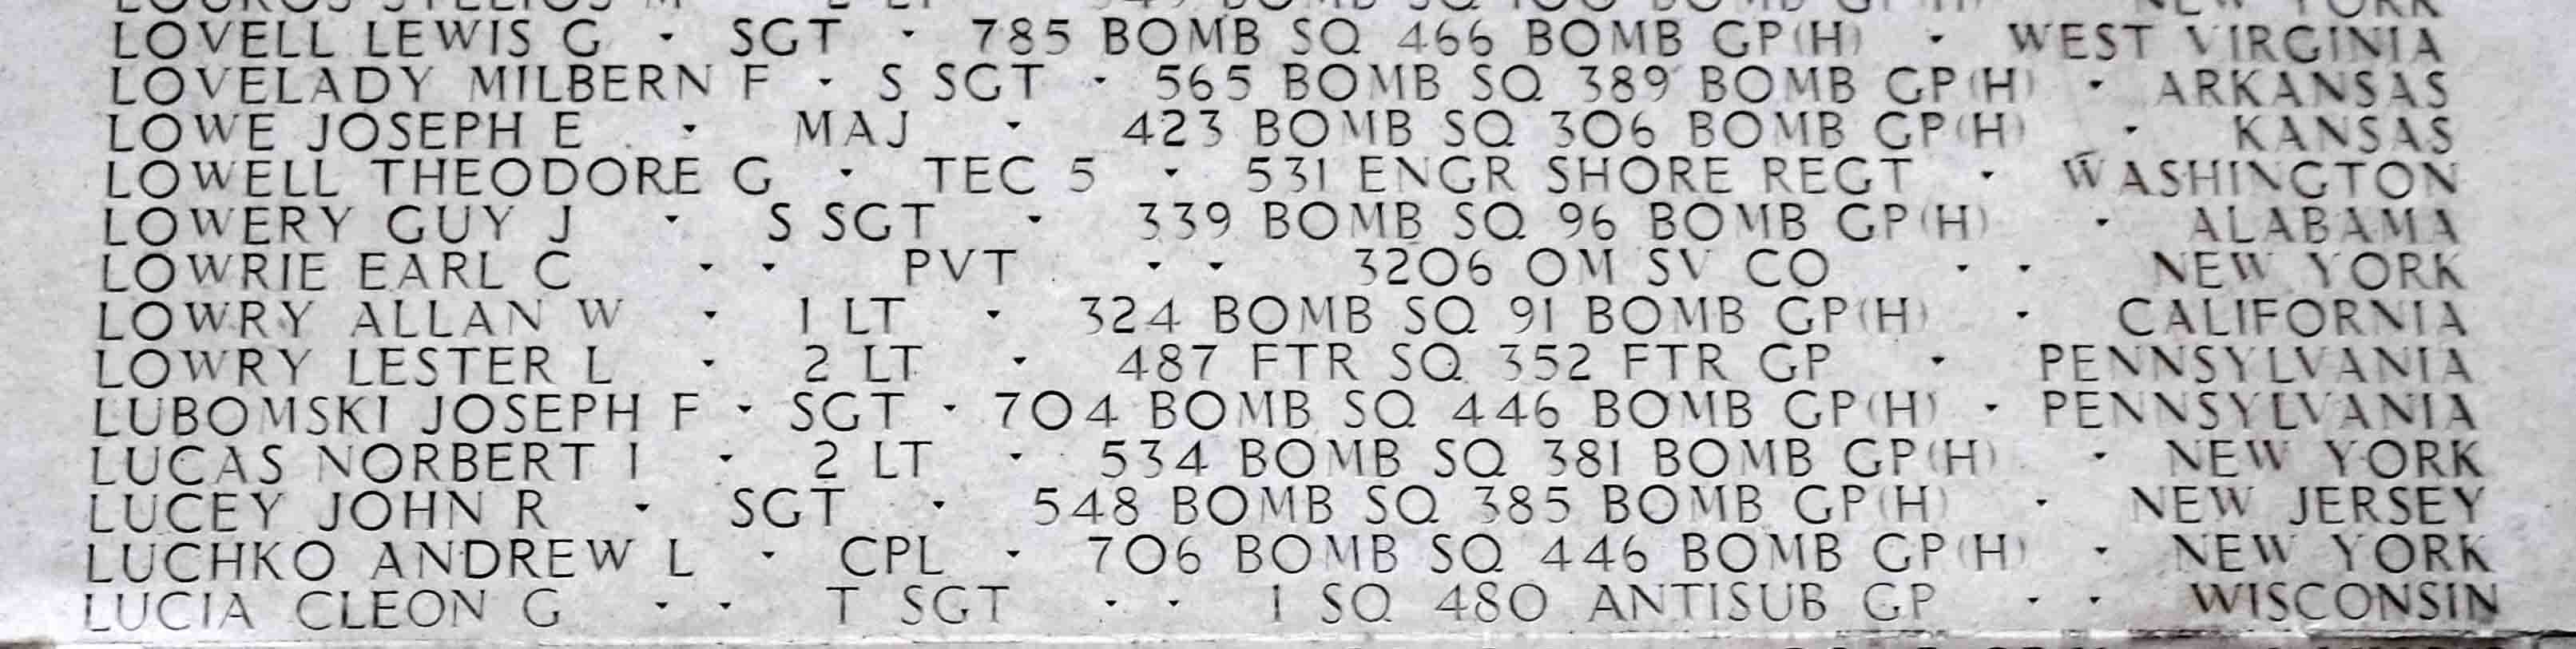 LOVELL LEWIS G · SGT · 785 BOMB SQ 466 BOMB GP(H) · WEST VIRGINIA
LOVELADY MILBERN F · S SGT · 565 BOMB SQ 389 BOMB GP(H) · ARKANSAS
LOWE JOSEPH E · MAJ · 423 BOMB SQ 306 BOMB GP(H) · KANSAS
LOWELL THEODORE G · TEC 5 · 531 ENGR SHORE REGT · WASHINGTON
LOWERY GUY J · S SGT · 339 BOMB SQ 96 BOMB GP(H) · ALABAMA
LOWRIE EARL C · · PVT · · 3206 QM SV CO · · NEW YORK
LOWRY ALLAN W · 1 LT · 324 BOMB SQ 91 BOMB GP(H) · CALIFORNIA
LOWRY LESTER L · 2 LT · 487 FTR SQ 352 FTR GP · PENNSYLVANIA
LUBOMSKI JOSEPH F · SGT · 704 BOMB SQ 446 BOMB GP(H) · PENNSYLVANIA
LUCAS NORBERT I · 2 LT · 534 BOMB SQ 381 BOMB GP(H) · NEW YORK
LUCEY JOHN R · SGT · 548 BOMB SQ 385 BOMB GP(H) · NEW JERSEY
LUCHKO ANDREW L · CPL · 706 BOMB SQ 446 BOMB GP(H) · NEW YORK
LUCIA CLEON G · · T SGT · · 1 SQ 480 ANTISUB GP · · WISCONSIN